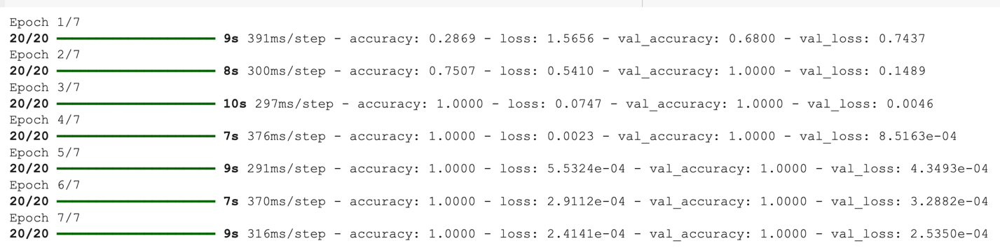 Epoch 1/7
20/20 9s 391ms/step - accuracy: 0.2869 - loss: 1.5656 - val_accuracy: 0.6800 - val_loss: 0.7437
Epoch 2/7
20/20 8s 300ms/step - accuracy: 0.7507 - loss: 0.5410 - val_accuracy: 1.0000 - val_loss: 0.1489
Epoch 3/7
20/20 10s 297ms/step - accuracy: 1.0000 - loss: 0.0747 - val_accuracy: 1.0000 - val_loss: 0.0046
Epoch 4/7
20/20 7s 376ms/step - accuracy: 1.0000 - loss: 0.0023 - val_accuracy: 1.0000 - val_loss: 8.5163e-04
Epoch 5/7
20/20 9s 291ms/step - accuracy: 1.0000 - loss: 5.5324e-04 - val_accuracy: 1.0000 - val_loss: 4.3493e-04
Epoch 6/7
20/20 7s 370ms/step - accuracy: 1.0000 - loss: 2.9112e-04 - val_accuracy: 1.0000 - val_loss: 3.2882e-04
Epoch 7/7
20/20 9s 316ms/step - accuracy: 1.0000 - loss: 2.4141e-04 - val_accuracy: 1.0000 - val_loss: 2.5350e-04